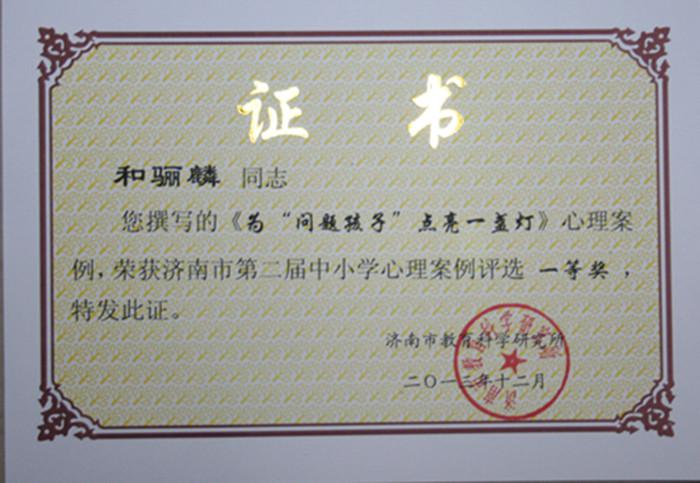 证书
和骊麟 同志
您撰写的《为“问题孩子”点亮一盏灯》心理案
例，荣获济南市第二届中小学心理案例评选 一等奖，
特发此证。
济南市教育科学研究所
二〇一三年十二月